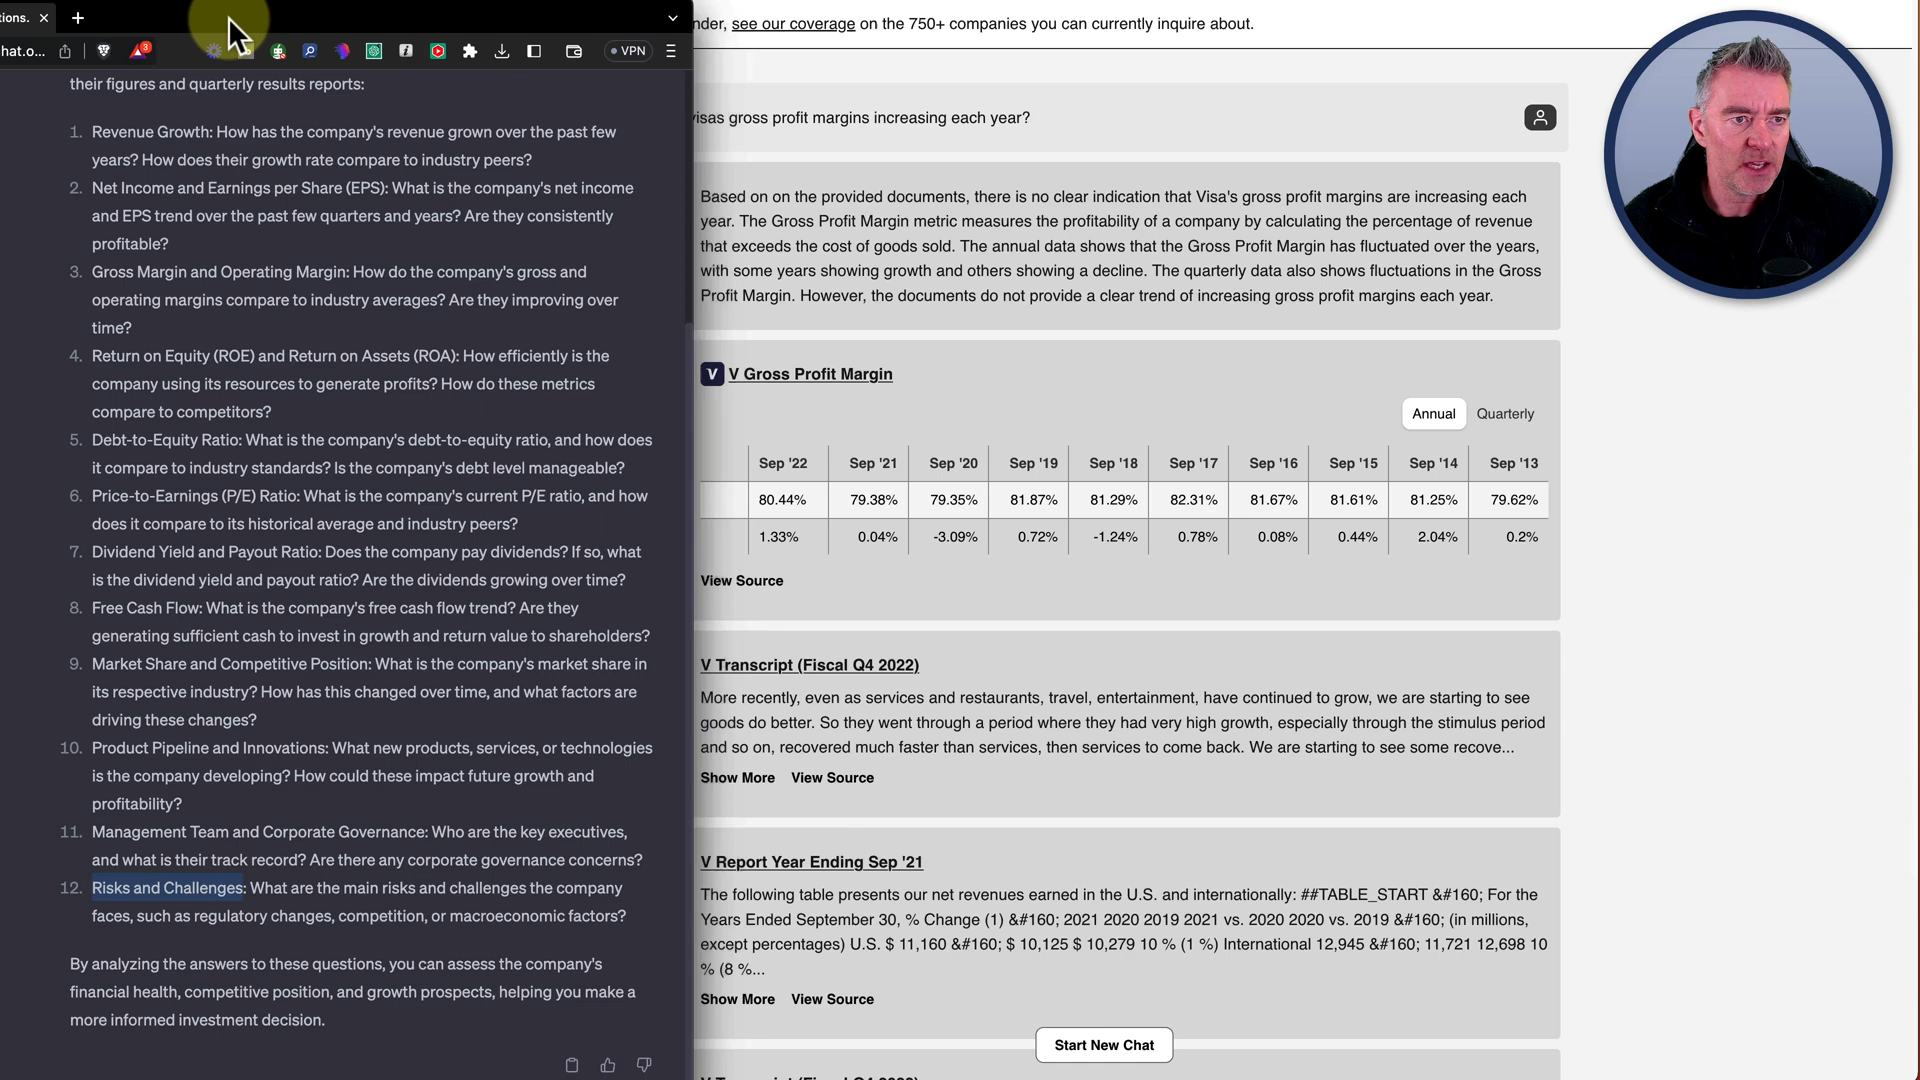 tions.
hat.o...
3
VPN
their figures and quarterly results reports:
1. Revenue Growth: How has the company's revenue grown over the past few
years? How does their growth rate compare to industry peers?
2. Net Income and Earnings per Share (EPS): What is the company's net income
and EPS trend over the past few quarters and years? Are they consistently
profitable?
3. Gross Margin and Operating Margin: How do the company's gross and
operating margins compare to industry averages? Are they improving over
time?
4. Return on Equity (ROE) and Return on Assets (ROA): How efficiently is the
company using its resources to generate profits? How do these metrics
compare to competitors?
5. Debt-to-Equity Ratio: What is the company's debt-to-equity ratio, and how does
it compare to industry standards? Is the company's debt level manageable?
6. Price-to-Earnings (P/E) Ratio: What is the company's current P/E ratio, and how
does it compare to its historical average and industry peers?
7. Dividend Yield and Payout Ratio: Does the company pay dividends? If so, what
is the dividend yield and payout ratio? Are the dividends growing over time?
8. Free Cash Flow: What is the company's free cash flow trend? Are they
generating sufficient cash to invest in growth and return value to shareholders?
9. Market Share and Competitive Position: What is the company's market share in
its respective industry? How has this changed over time, and what factors are
driving these changes?
10. Product Pipeline and Innovations: What new products, services, or technologies
is the company developing? How could these impact future growth and
profitability?
11. Management Team and Corporate Governance: Who are the key executives,
and what is their track record? Are there any corporate governance concerns?
12. Risks and Challenges: What are the main risks and challenges the company
faces, such as regulatory changes, competition, or macroeconomic factors?
By analyzing the answers to these questions, you can assess the company's
financial health, competitive position, and growth prospects, helping you make a
more informed investment decision.
nder, see our coverage on the 750+ companies you can currently inquire about.
visas gross profit margins increasing each year?
Based on on the provided documents, there is no clear indication that Visa's gross profit margins are increasing each
year. The Gross Profit Margin metric measures the profitability of a company by calculating the percentage of revenue
that exceeds the cost of goods sold. The annual data shows that the Gross Profit Margin has fluctuated over the years,
with some years showing growth and others showing a decline. The quarterly data also shows fluctuations in the Gross
Profit Margin. However, the documents do not provide a clear trend of increasing gross profit margins each year.
V V Gross Profit Margin
Annual Quarterly
Sep '22 Sep '21 Sep '20 Sep '19 Sep '18 Sep '17 Sep '16 Sep '15 Sep '14 Sep '13
80.44% 79.38% 79.35% 81.87% 81.29% 82.31% 81.67% 81.61% 81.25% 79.62%
1.33% 0.04% -3.09% 0.72% -1.24% 0.78% 0.08% 0.44% 2.04% 0.2%
View Source
V Transcript (Fiscal Q4 2022)
More recently, even as services and restaurants, travel, entertainment, have continued to grow, we are starting to see
goods do better. So they went through a period where they had very high growth, especially through the stimulus period
and so on, recovered much faster than services, then services to come back. We are starting to see some recove...
Show More View Source
V Report Year Ending Sep '21
The following table presents our net revenues earned in the U.S. and internationally: ##TABLE_START &#160; For the
Years Ended September 30, % Change (1) &#160; 2021 2020 2019 2021 vs. 2020 2020 vs. 2019 &#160; (in millions,
except percentages) U.S. $ 11,160 &#160; $ 10,125 $ 10,279 10 % (1 %) International 12,945 &#160; 11,721 12,698 10
% (8 %...
Show More View Source
Start New Chat